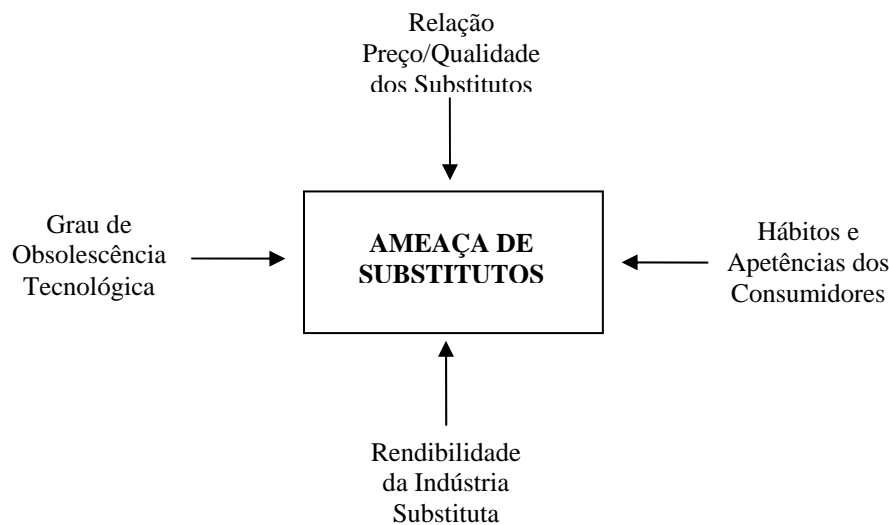 Relação
Preço/Qualidade
dos Substitutos
Grau de
Obsolescência
Tecnológica
AMEAÇA DE
SUBSTITUTOS
Hábitos e
Apetências dos
Consumidores
Rendibilidade
da Indústria
Substituta